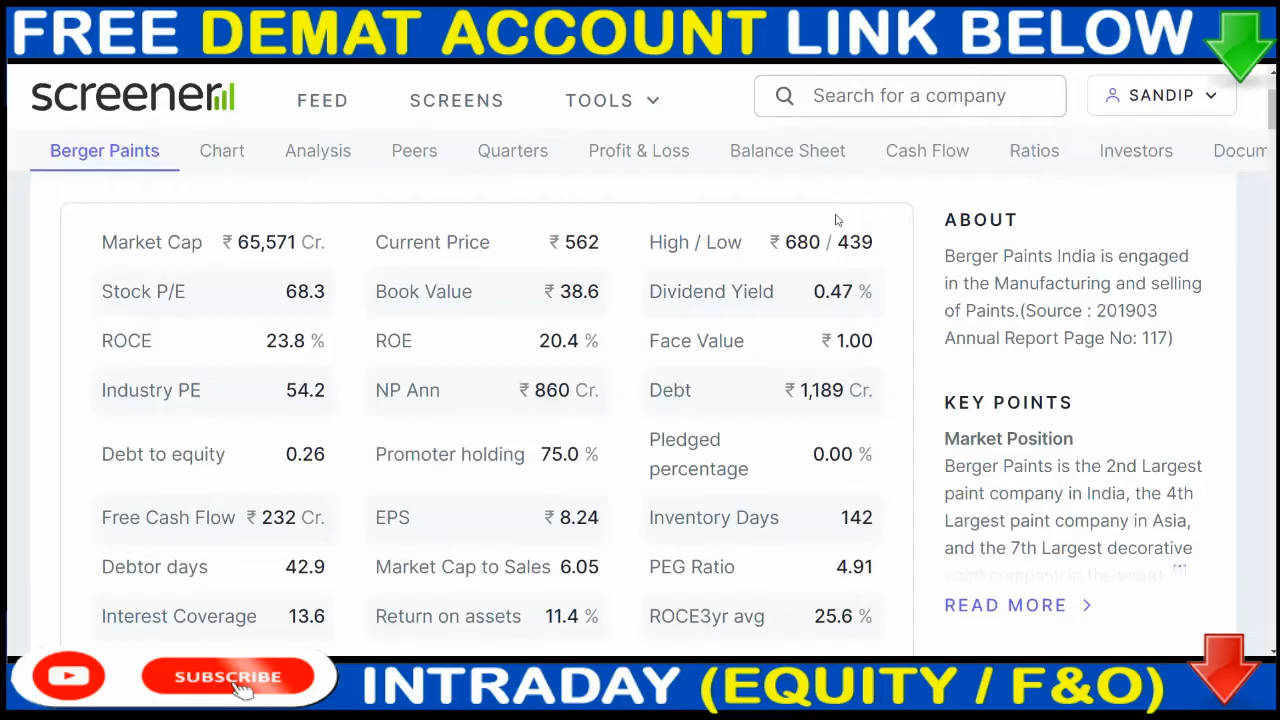 FREE DEMAT ACCOUNT LINK BELOW
screener
FEED
SCREENS
TOOLS
Search for a company
SANDIP
Berger Paints
Chart
Analysis
Peers
Quarters
Profit & Loss
Balance Sheet
Cash Flow
Ratios
Investors
Docum
Market Cap ₹ 65,571 Cr.
Current Price ₹ 562
High / Low ₹ 680 / 439
Stock P/E 68.3
Book Value ₹ 38.6
Dividend Yield 0.47 %
ROCE 23.8 %
ROE 20.4 %
Face Value ₹ 1.00
Industry PE 54.2
NP Ann ₹ 860 Cr.
Debt ₹ 1,189 Cr.
Debt to equity 0.26
Promoter holding 75.0 %
Pledged
percentage 0.00 %
Free Cash Flow ₹ 232 Cr.
EPS ₹ 8.24
Inventory Days 142
Debtor days 42.9
Market Cap to Sales 6.05
PEG Ratio 4.91
Interest Coverage 13.6
Return on assets 11.4 %
ROCE3yr avg 25.6 %
ABOUT
Berger Paints India is engaged
in the Manufacturing and selling
of Paints.(Source : 201903
Annual Report Page No: 117)
KEY POINTS
Market Position
Berger Paints is the 2nd Largest
paint company in India, the 4th
Largest paint company in Asia,
and the 7th Largest decorative
paint company in the world. [1]
READ MORE
SUBSCRIBE
INTRADAY (EQUITY / F&O)